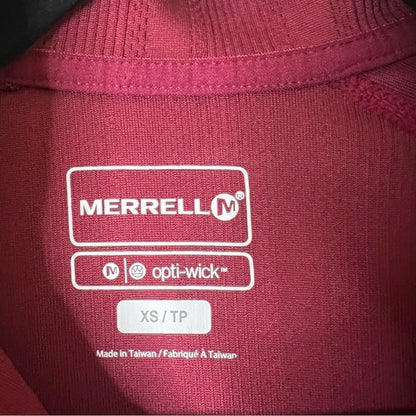 MERRELL M®
M | opti-wick™
XS / TP
Made in Taiwan / Fabriqué À Taiwan